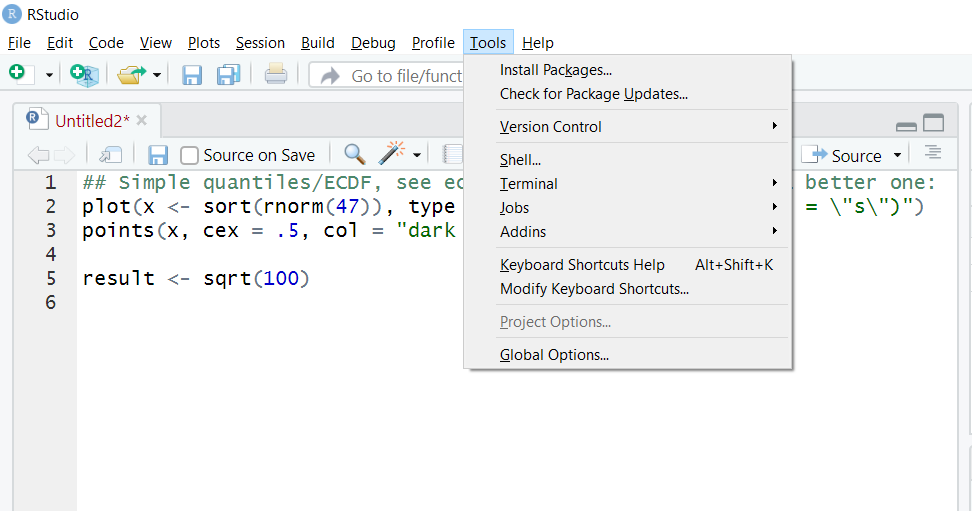 R RStudio
File Edit Code View Plots Session Build Debug Profile Tools Help
Go to file/funct
Install Packages...
Check for Package Updates...
Version Control
Shell...
Terminal
Jobs
Addins
Keyboard Shortcuts Help Alt+Shift+K
Modify Keyboard Shortcuts...
Project Options...
Global Options...
R Untitled2*
Source on Save
Source
1 ## Simple quantiles/ECDF, see better one:
2 plot(x <- sort(rnorm(47)), type = \"s\")")
3 points(x, cex = .5, col = "dark
4
5 result <- sqrt(100)
6